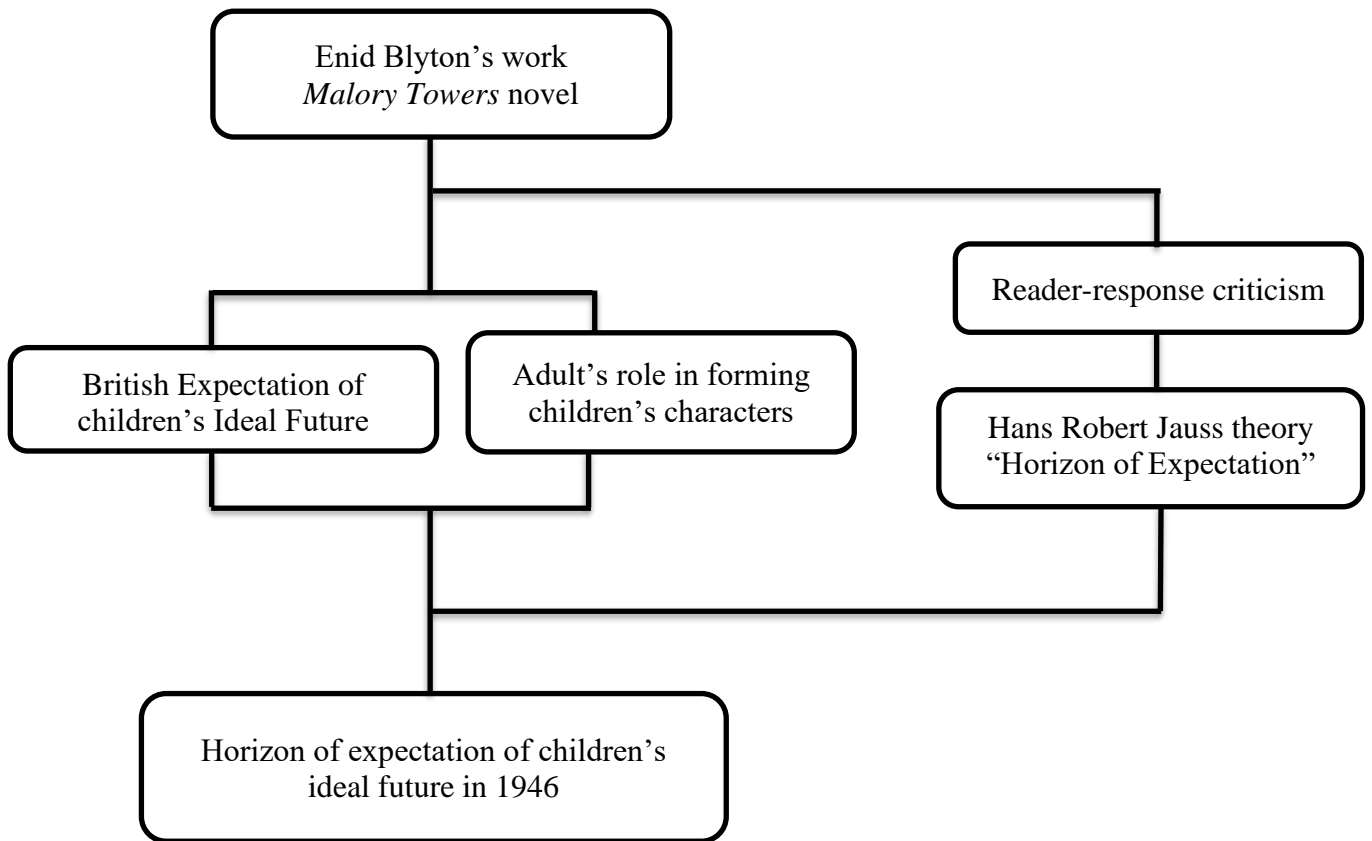 Enid Blyton’s work
Malory Towers novel
Reader-response criticism
British Expectation of
children’s Ideal Future
Adult’s role in forming
children’s characters
Hans Robert Jauss theory
“Horizon of Expectation”
Horizon of expectation of children’s
ideal future in 1946